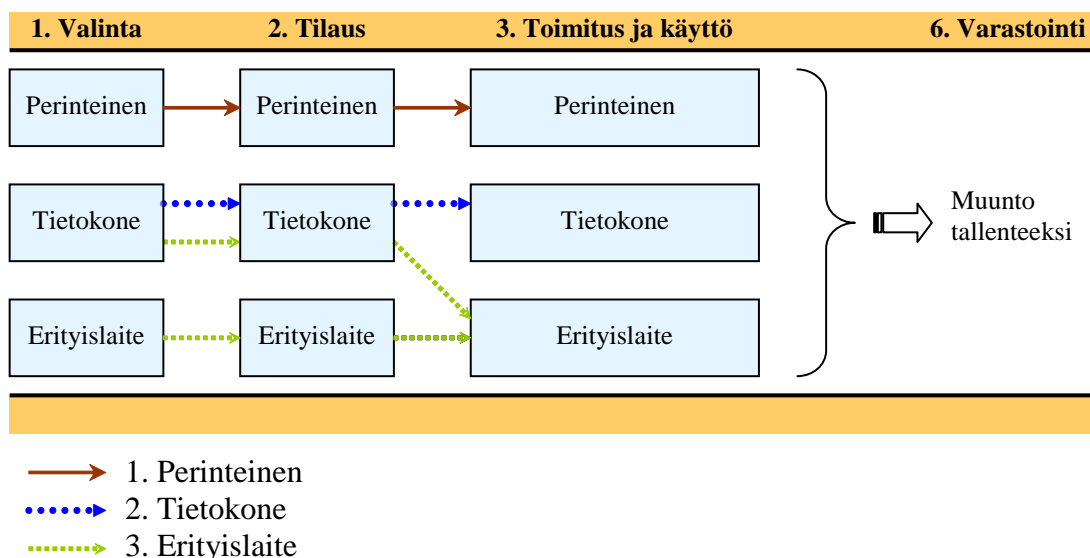 1. Valinta 2. Tilaus 3. Toimitus ja käyttö 6. Varastointi
Perinteinen Perinteinen Perinteinen
Tietokone Tietokone Tietokone
Muunto
tallenteeksi
Erityislaite Erityislaite Erityislaite
1. Perinteinen
2. Tietokone
3. Erityislaite